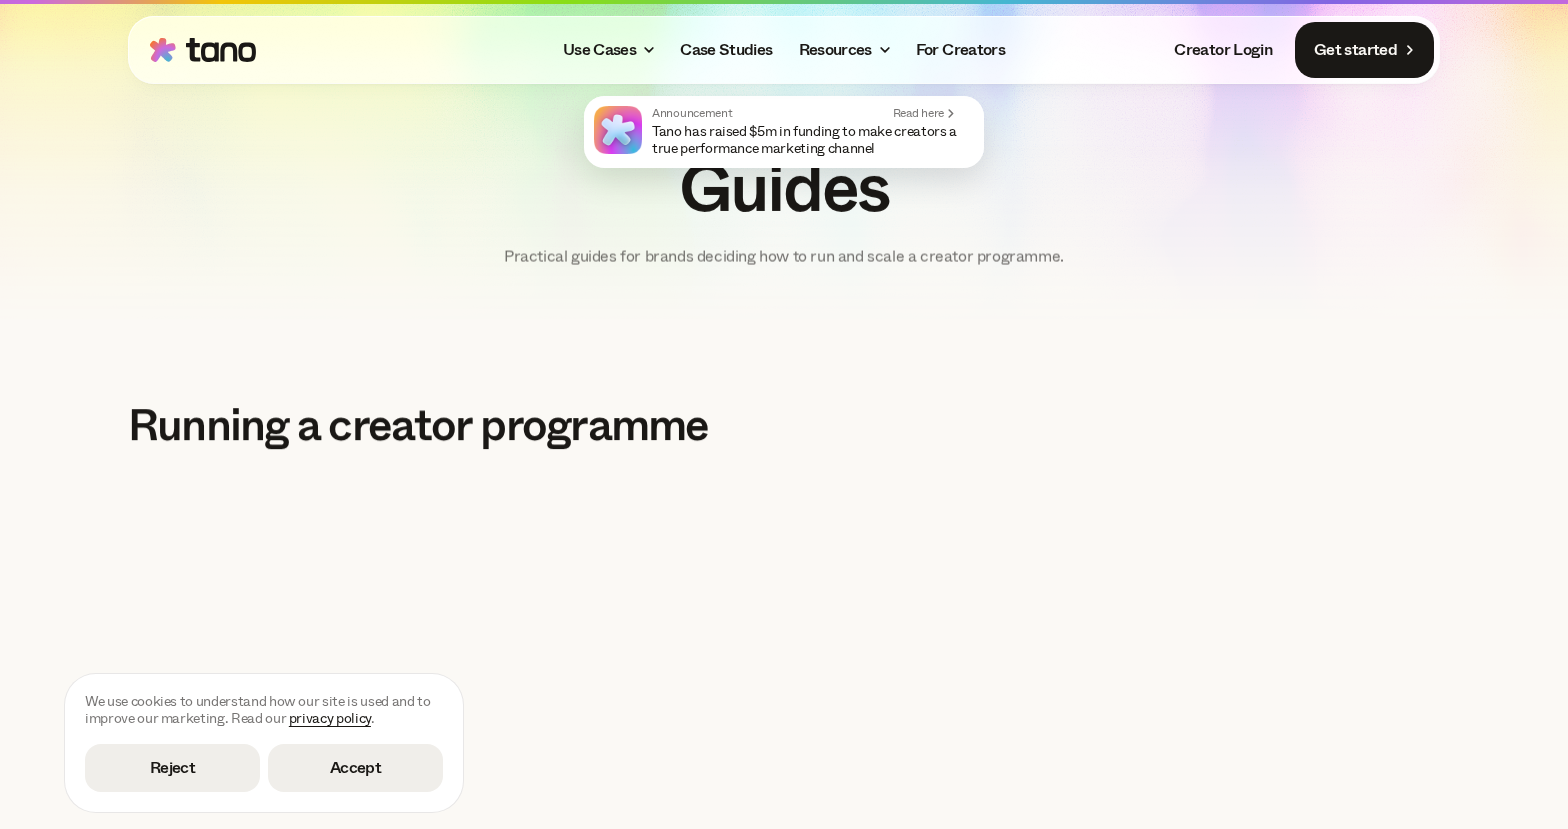 tano
Use Cases
Case Studies
Resources
For Creators
Creator Login
Get started
Announcement
Read here
Tano has raised $5m in funding to make creators a
true performance marketing channel
Guides
Practical guides for brands deciding how to run and scale a creator programme.
Running a creator programme
We use cookies to understand how our site is used and to
improve our marketing. Read our privacy policy.
Reject
Accept